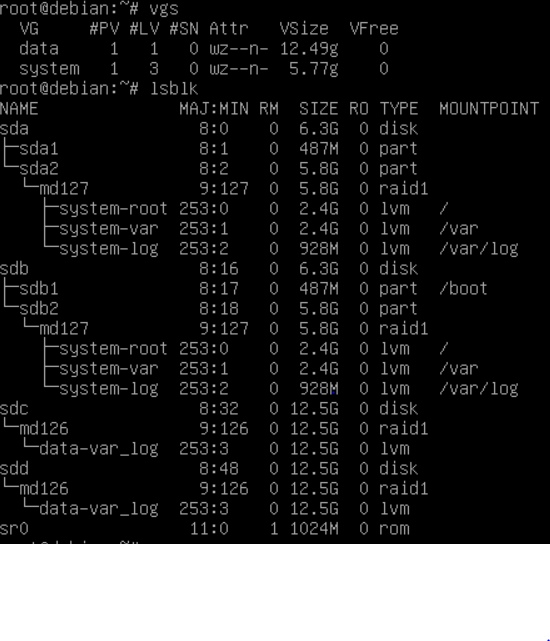 root@debian:~# vgs
  VG     #PV #LV #SN Attr   VSize  VFree
  data     1   1   0 wz--n- 12.49g    0
  system   1   3   0 wz--n-  5.77g    0
root@debian:~# lsblk
NAME              MAJ:MIN RM  SIZE RO TYPE  MOUNTPOINT
sda                 8:0    0  6.3G  0 disk
├─sda1              8:1    0  487M  0 part
└─sda2              8:2    0  5.8G  0 part
  └─md127           9:127  0  5.8G  0 raid1
    ├─system-root 253:0    0  2.4G  0 lvm   /
    ├─system-var  253:1    0  2.4G  0 lvm   /var
    └─system-log  253:2    0  928M  0 lvm   /var/log
sdb                 8:16   0  6.3G  0 disk
├─sdb1              8:17   0  487M  0 part  /boot
└─sdb2              8:18   0  5.8G  0 part
  └─md127           9:127  0  5.8G  0 raid1
    ├─system-root 253:0    0  2.4G  0 lvm   /
    ├─system-var  253:1    0  2.4G  0 lvm   /var
    └─system-log  253:2    0  928M  0 lvm   /var/log
sdc                 8:32   0 12.5G  0 disk
└─md126             9:126  0 12.5G  0 raid1
  └─data-var_log  253:3    0 12.5G  0 lvm
sdd                 8:48   0 12.5G  0 disk
└─md126             9:126  0 12.5G  0 raid1
  └─data-var_log  253:3    0 12.5G  0 lvm
sr0                11:0    1 1024M  0 rom